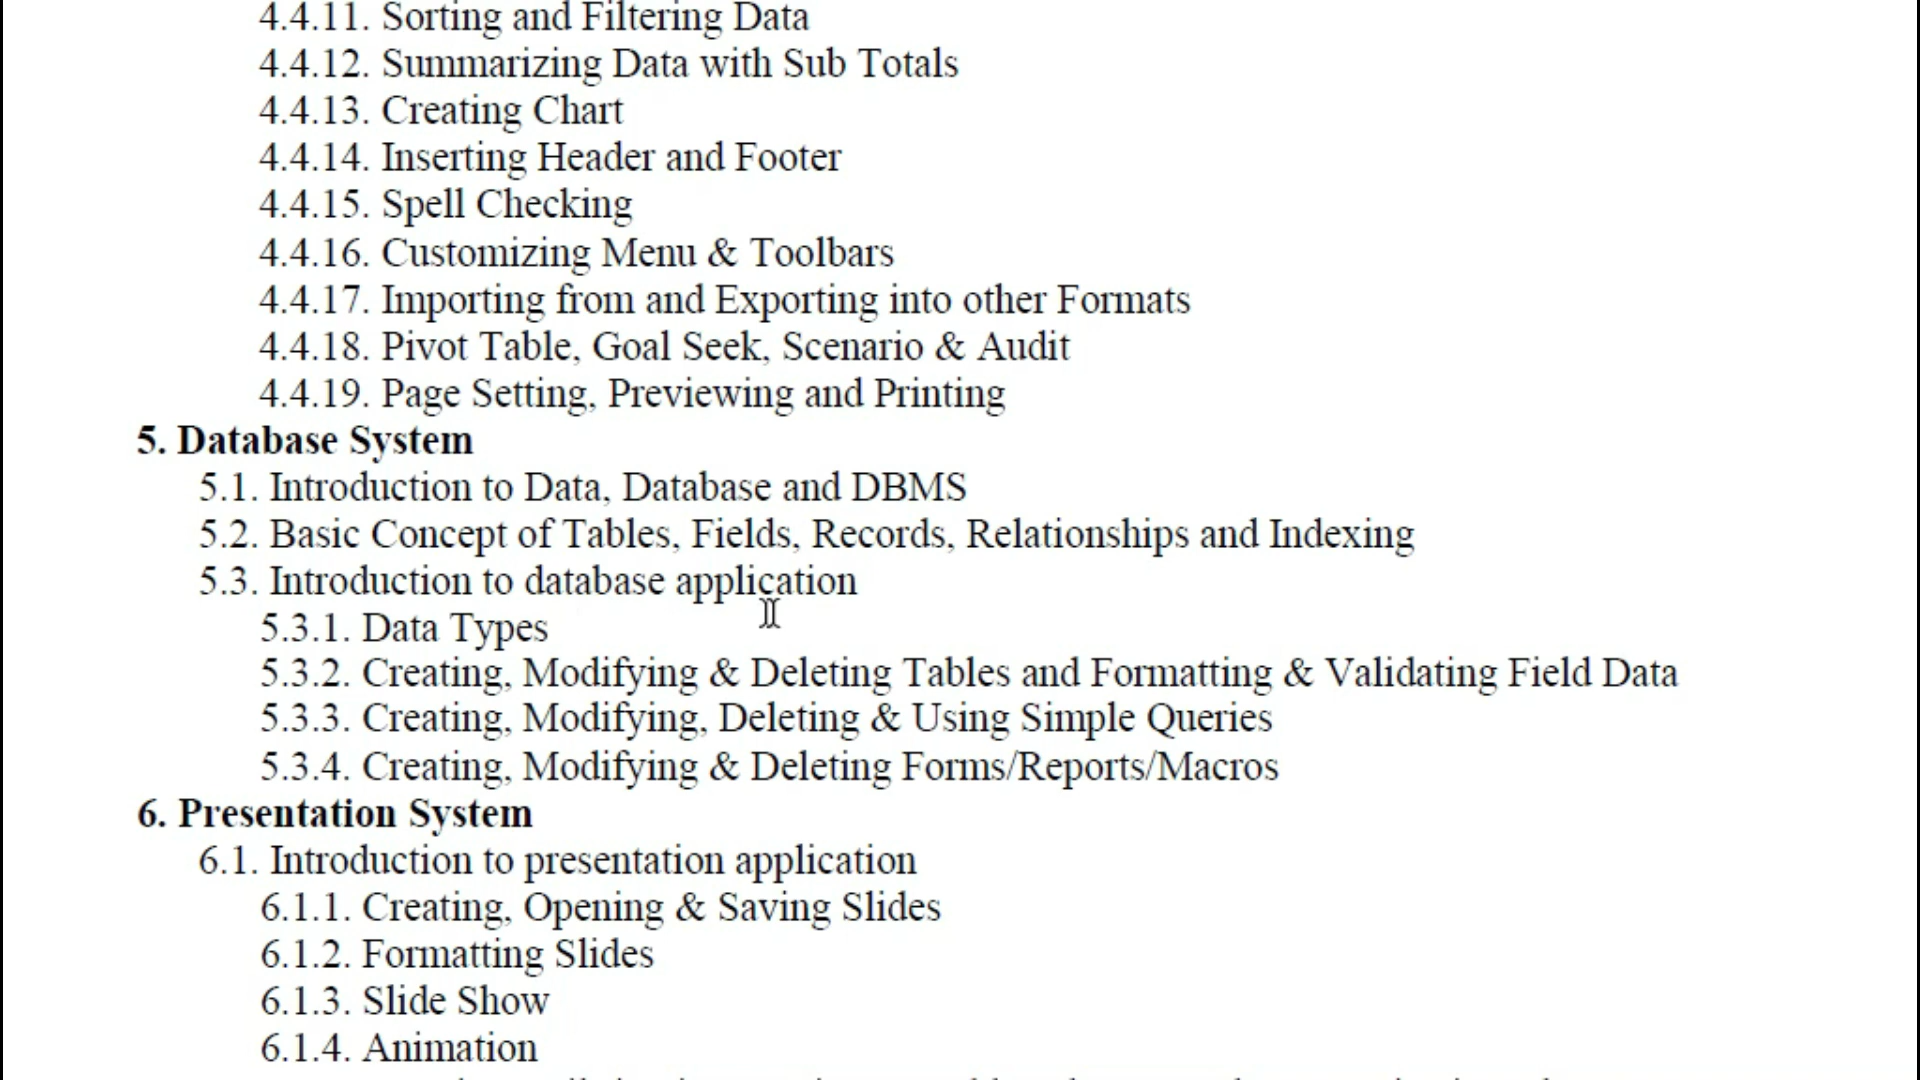 4.4.11. Sorting and Filtering Data
4.4.12. Summarizing Data with Sub Totals
4.4.13. Creating Chart
4.4.14. Inserting Header and Footer
4.4.15. Spell Checking
4.4.16. Customizing Menu & Toolbars
4.4.17. Importing from and Exporting into other Formats
4.4.18. Pivot Table, Goal Seek, Scenario & Audit
4.4.19. Page Setting, Previewing and Printing
5. Database System
5.1. Introduction to Data, Database and DBMS
5.2. Basic Concept of Tables, Fields, Records, Relationships and Indexing
5.3. Introduction to database application
5.3.1. Data Types
5.3.2. Creating, Modifying & Deleting Tables and Formatting & Validating Field Data
5.3.3. Creating, Modifying, Deleting & Using Simple Queries
5.3.4. Creating, Modifying & Deleting Forms/Reports/Macros
6. Presentation System
6.1. Introduction to presentation application
6.1.1. Creating, Opening & Saving Slides
6.1.2. Formatting Slides
6.1.3. Slide Show
6.1.4. Animation